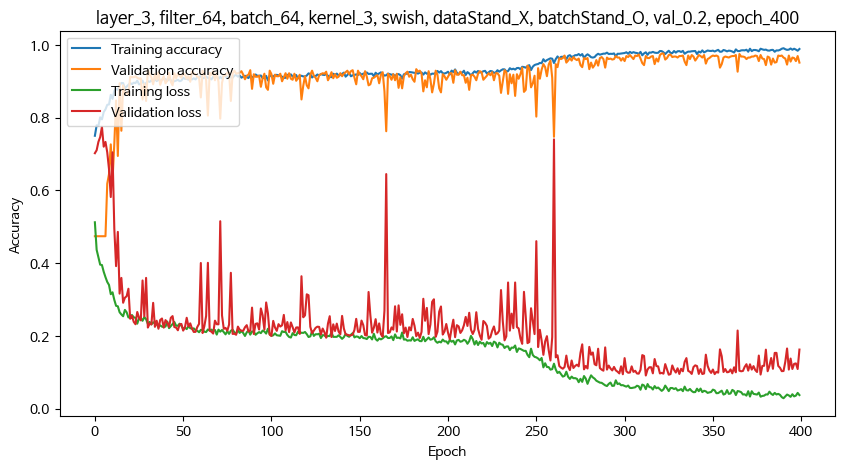 layer_3, filter_64, batch_64, kernel_3, swish, dataStand_X, batchStand_O, val_0.2, epoch_400
Training accuracy
Validation accuracy
Training loss
Validation loss
Accuracy
1.0
0.8
0.6
0.4
0.2
0.0
0 50 100 150 200 250 300 350 400
Epoch